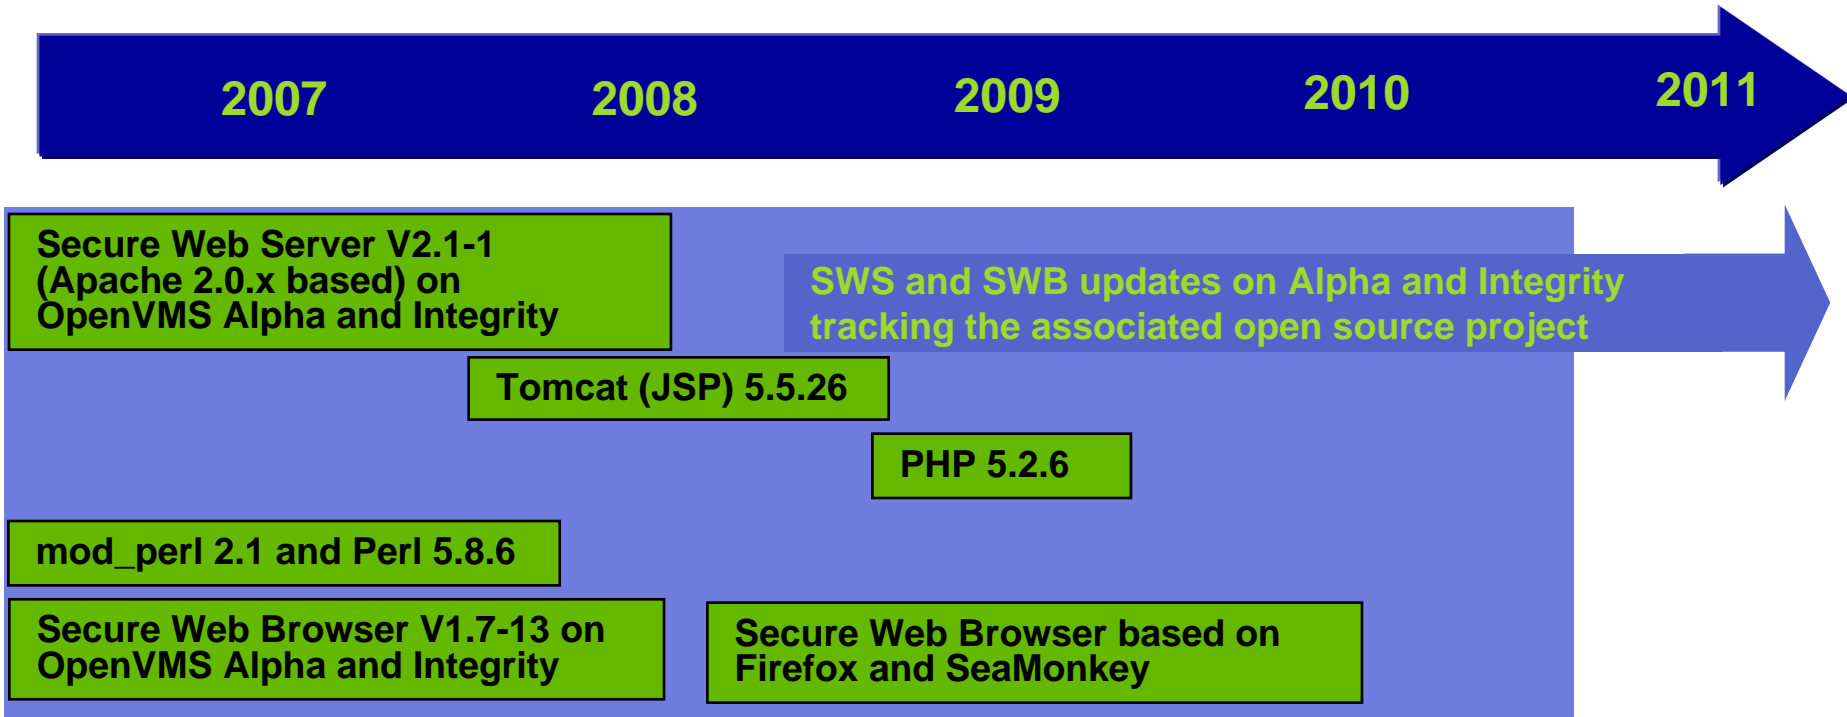 2007 2008 2009 2010 2011
Secure Web Server V2.1-1
(Apache 2.0.x based) on
OpenVMS Alpha and Integrity
SWS and SWB updates on Alpha and Integrity
tracking the associated open source project
Tomcat (JSP) 5.5.26
PHP 5.2.6
mod_perl 2.1 and Perl 5.8.6
Secure Web Browser V1.7-13 on
OpenVMS Alpha and Integrity
Secure Web Browser based on
Firefox and SeaMonkey